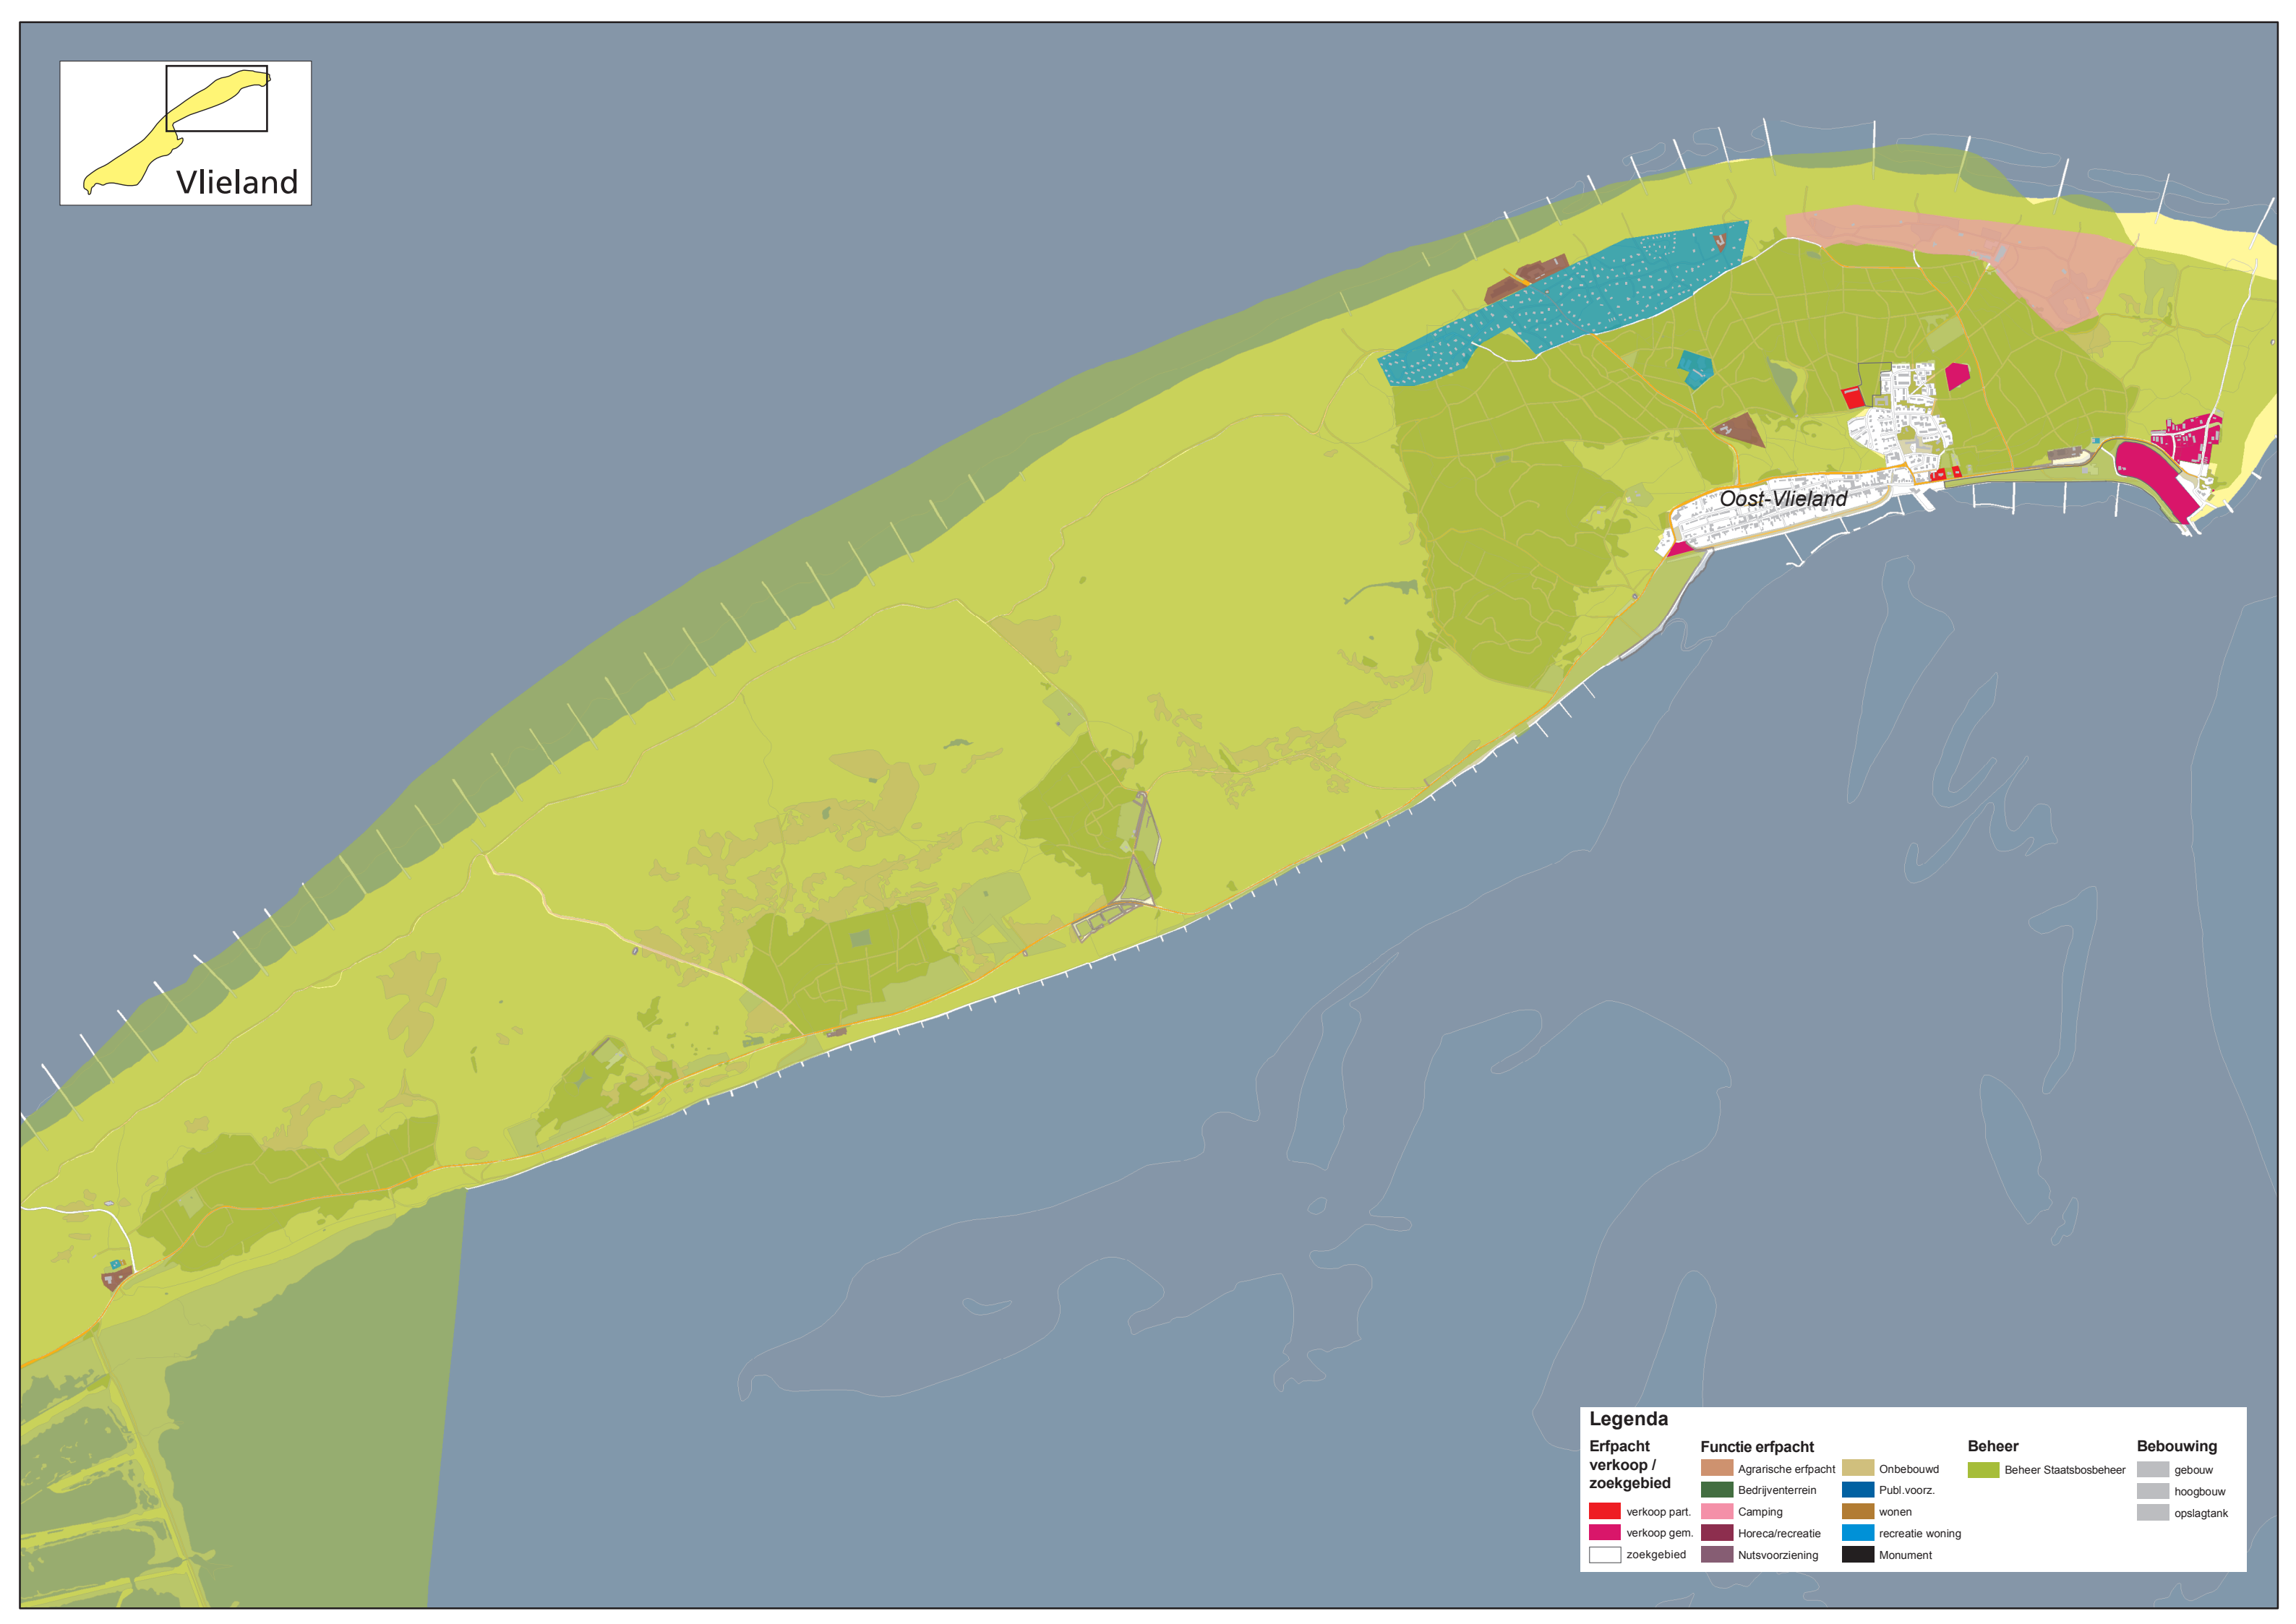 Vlieland
Oost-Vlieland
Legenda
Erfpacht
verkoop /
zoekgebied
verkoop part.
verkoop gem.
zoekgebied
Functie erfpacht
Agrarische erfpacht
Bedrijventerrein
Camping
Horeca/recreatie
Nutsvoorziening
Onbebouwd
Publ.voorz.
wonen
recreatie woning
Monument
Beheer
Beheer Staatsbosbeheer
Bebouwing
gebouw
hoogbouw
opslagtank